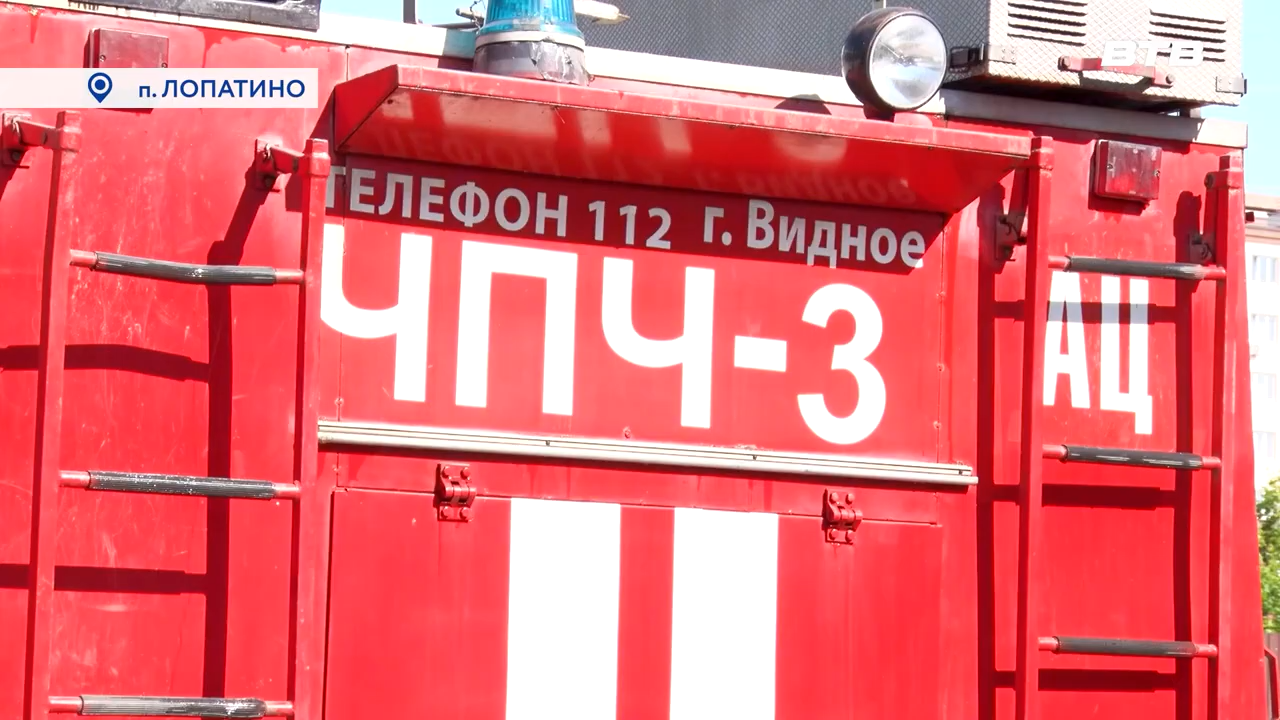 ВТВ
п. ЛОПАТИНО
ТЕЛЕФОН 112 г. Видное
ЧПЧ-3
АЦ